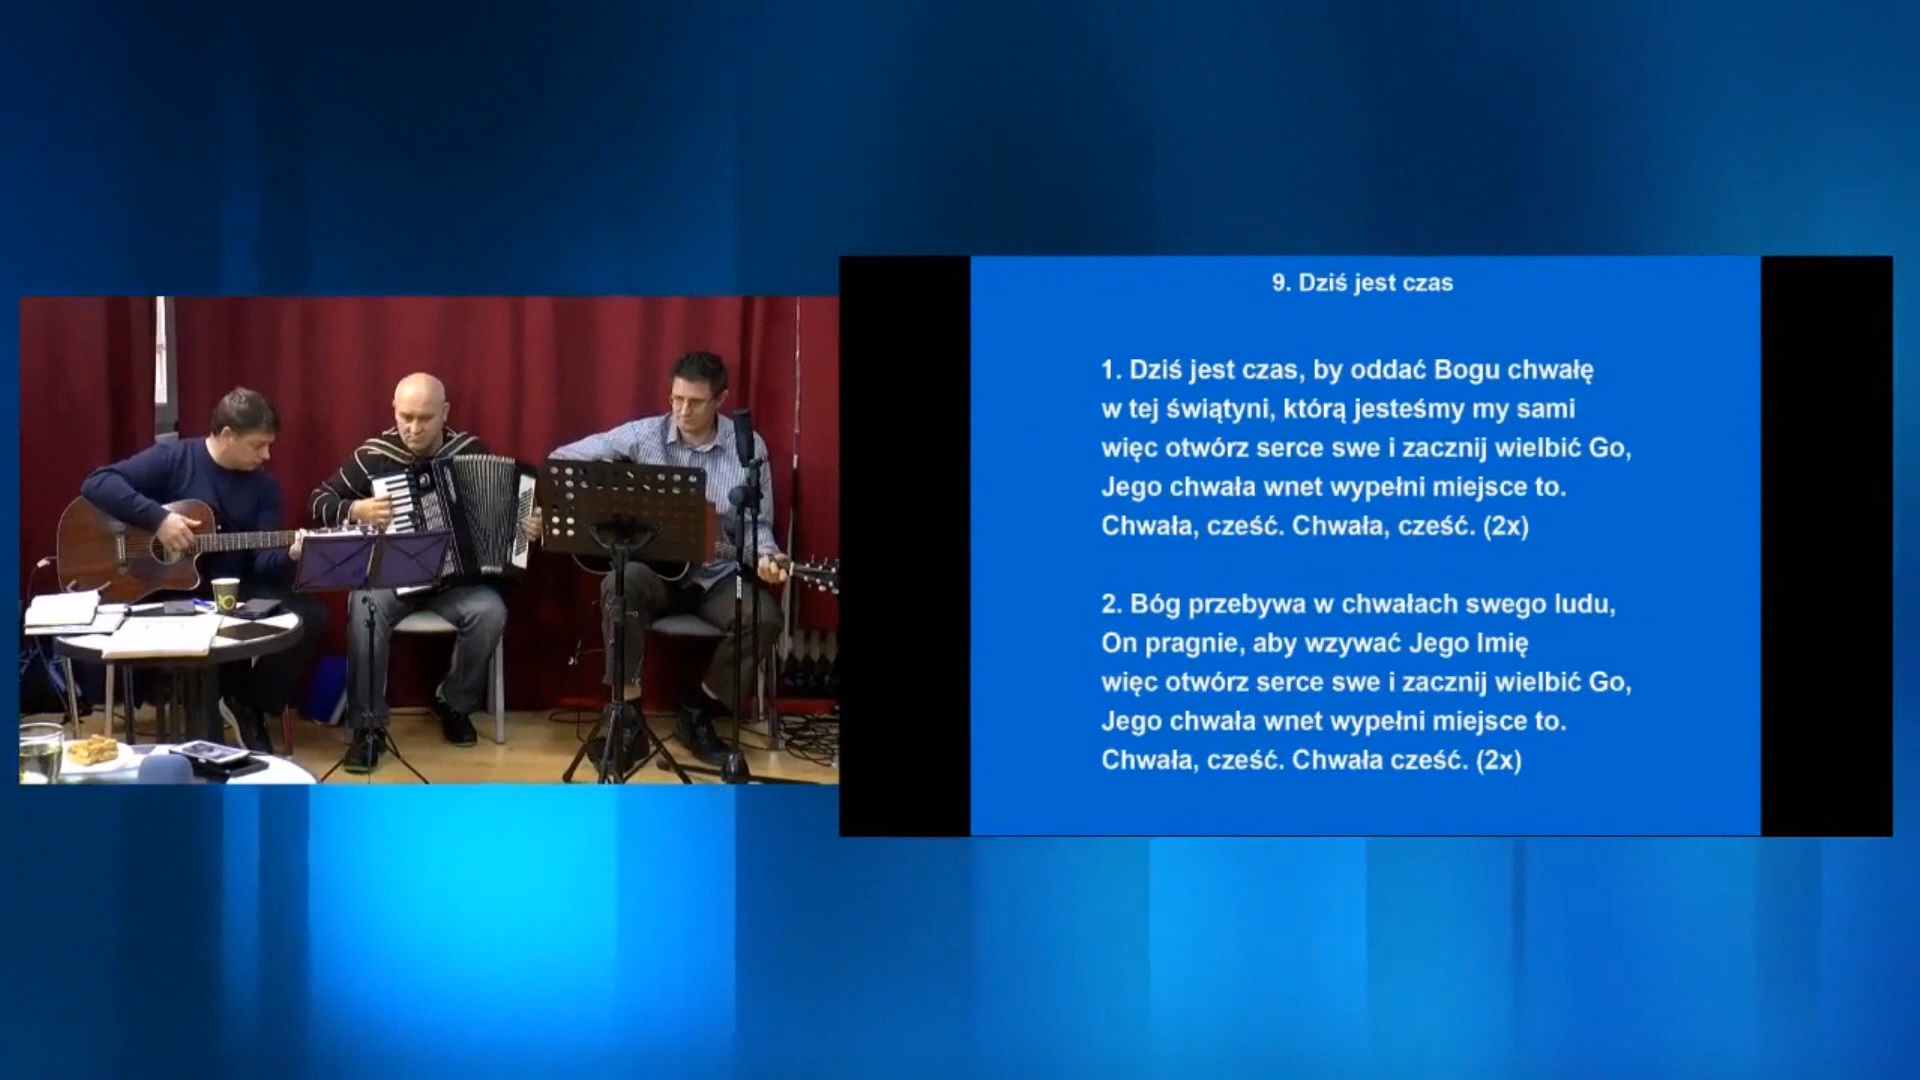 9. Dziś jest czas
1. Dziś jest czas, by oddać Bogu chwałę
w tej świątyni, którą jesteśmy my sami
więc otwórz serce swe i zacznij wielbić Go,
Jego chwała wnet wypełni miejsce to.
Chwała, cześć. Chwała, cześć. (2x)
2. Bóg przebywa w chwałach swego ludu,
On pragnie, aby wzywać Jego Imię
więc otwórz serce swe i zacznij wielbić Go,
Jego chwała wnet wypełni miejsce to.
Chwała, cześć. Chwała cześć. (2x)